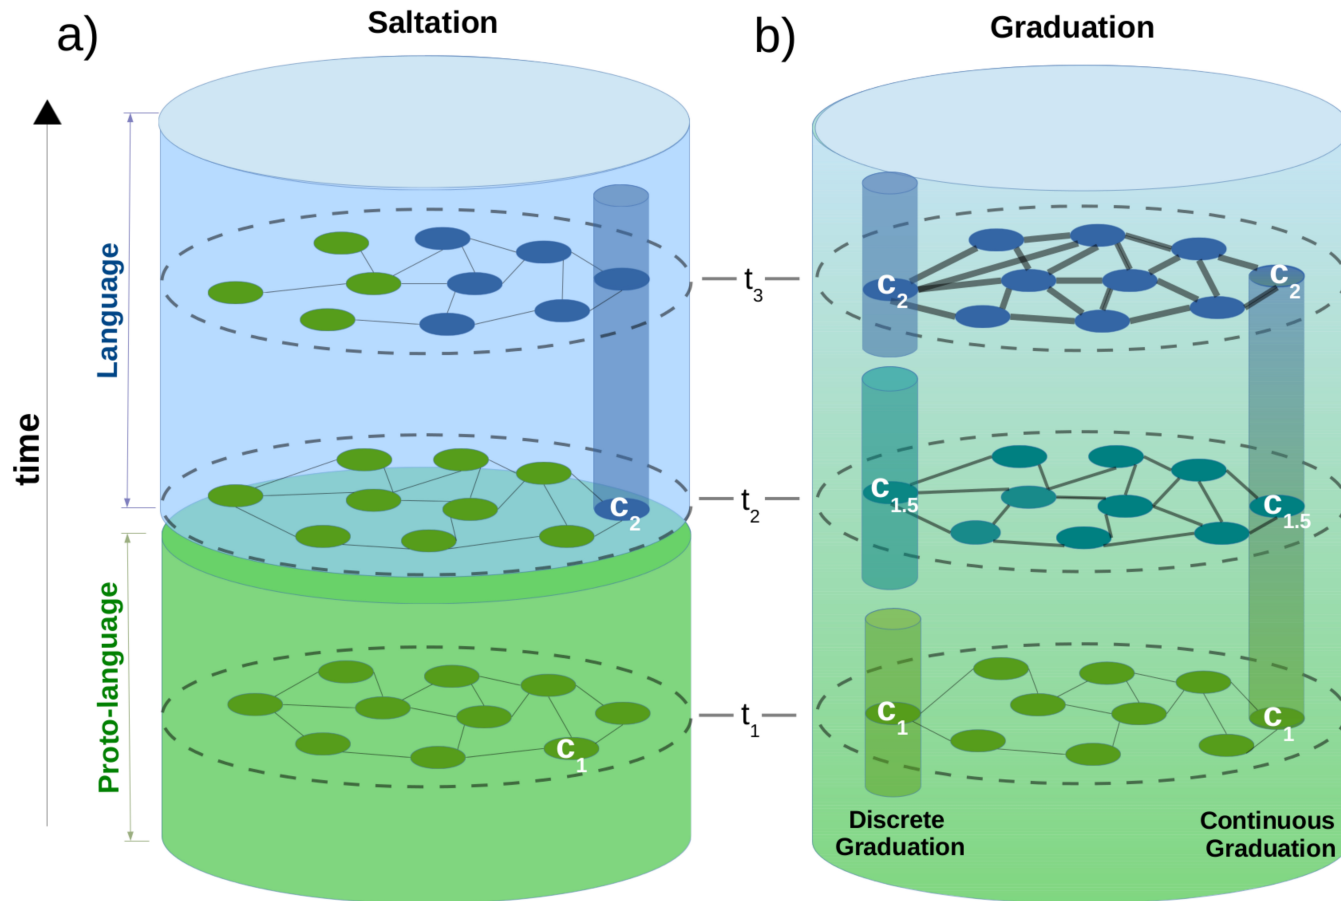 a)
Saltation
b)
Graduation
time
Language
Proto-language
t3
t2
t1
c2
c1
c2
c2
c1.5
c1.5
c1
c1
Discrete
Graduation
Continuous
Graduation